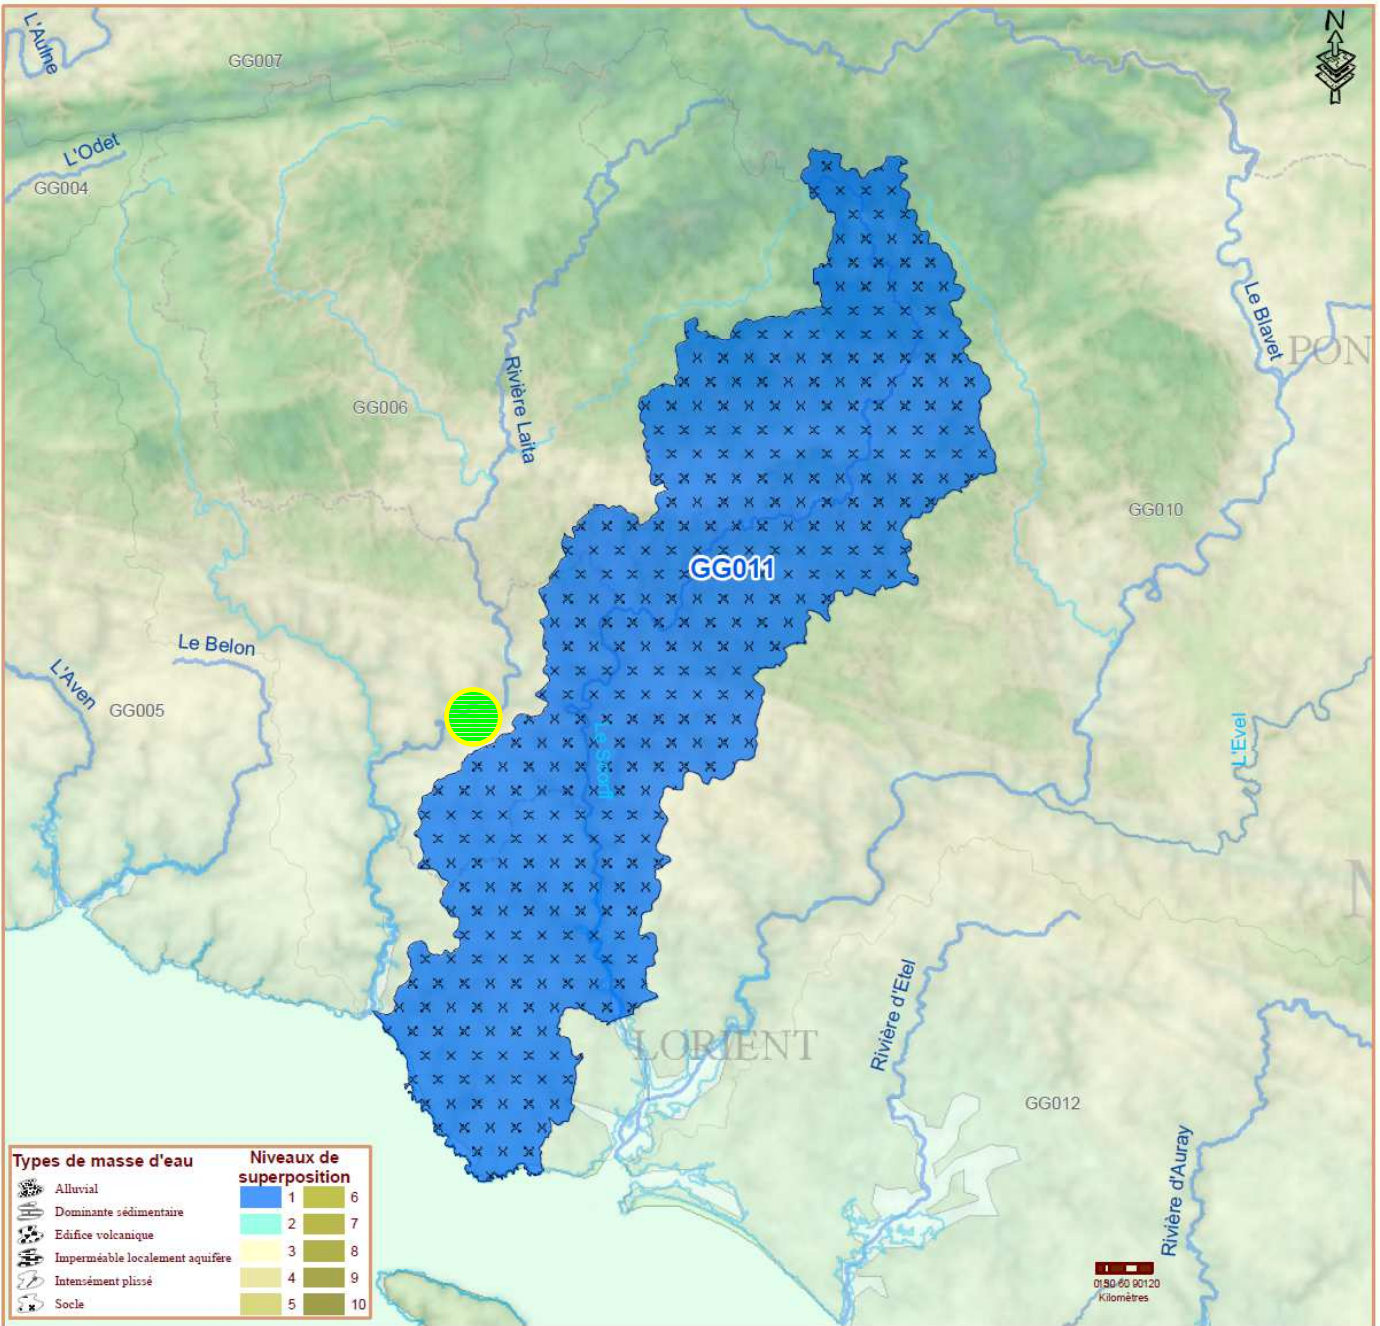 N
L'Aulne
GG007
L'Odet
GG004
Le Blavet
PON
Rivière Laïta
GG006
GG010
GG011
Le Belon
L'Aven
GG005
Le Scorff
L'Evel
M
Rivière d'Etel
LORIENT
GG012
Rivière d'Auray
Types de masse d'eau
Alluvial
Dominante sédimentaire
Edifice volcanique
Imperméable localement aquifère
Intensément plissé
Socle
Niveaux de
superposition
1 6
2 7
3 8
4 9
5 10
Kilomètres